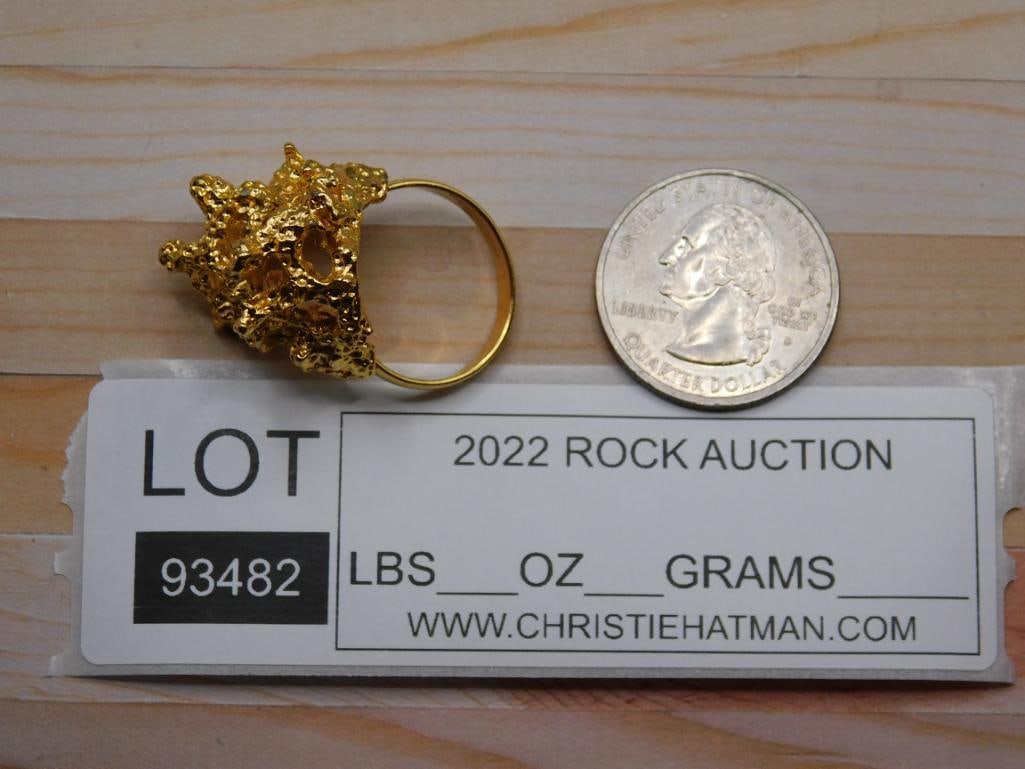 UNITED STATES OF AMERICA
LIBERTY
IN
GOD WE
TRUST
D
QUARTER DOLLAR
LOT
2022 ROCK AUCTION
93482
LBS___OZ___GRAMS_____
WWW.CHRISTIEHATMAN.COM